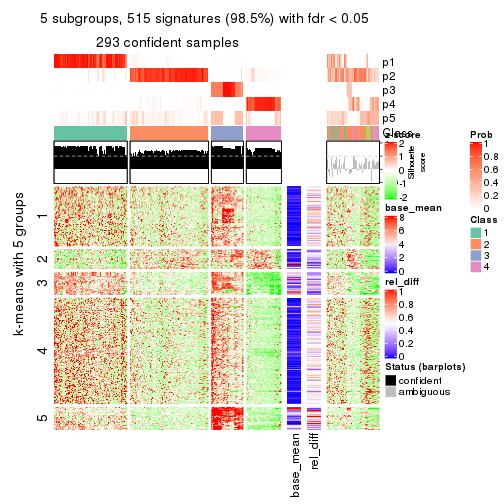 5 subgroups, 515 signatures (98.5%) with fdr < 0.05
293 confident samples
p1
p2
p3
p4
p5
Class
k-means with 5 groups
1
2
3
4
5
base_mean
rel_diff
z-score
2
1
0
-1
-2
Silhouette
score
base_mean
8
6
4
2
0
rel_diff
1
0.8
0.6
0.4
0.2
0
Status (barplots)
confident
ambiguous
Prob
1
0.8
0.6
0.4
0.2
0
Class
1
2
3
4